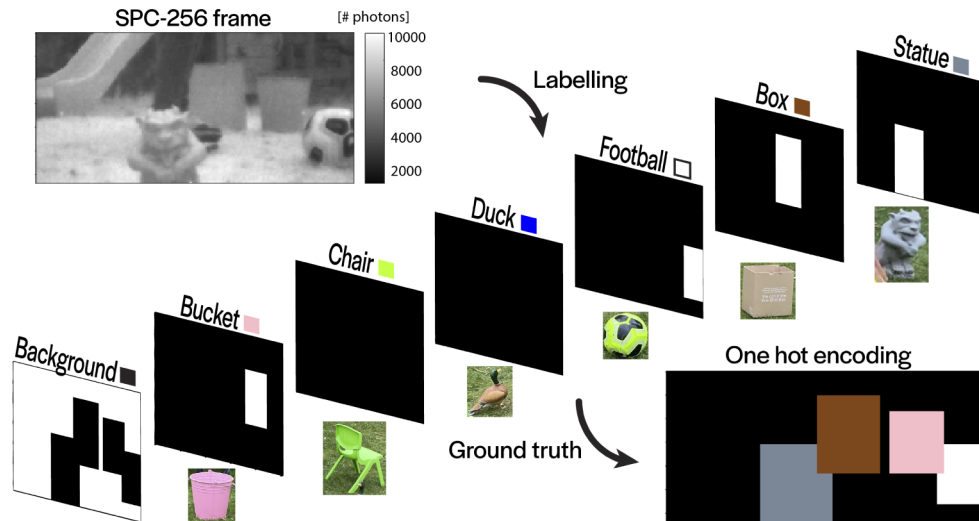 SPC-256 frame
[# photons]
10000
8000
6000
4000
2000
Labelling
Statue
Box
Football
Duck
Chair
Bucket
Background
Ground truth
One hot encoding